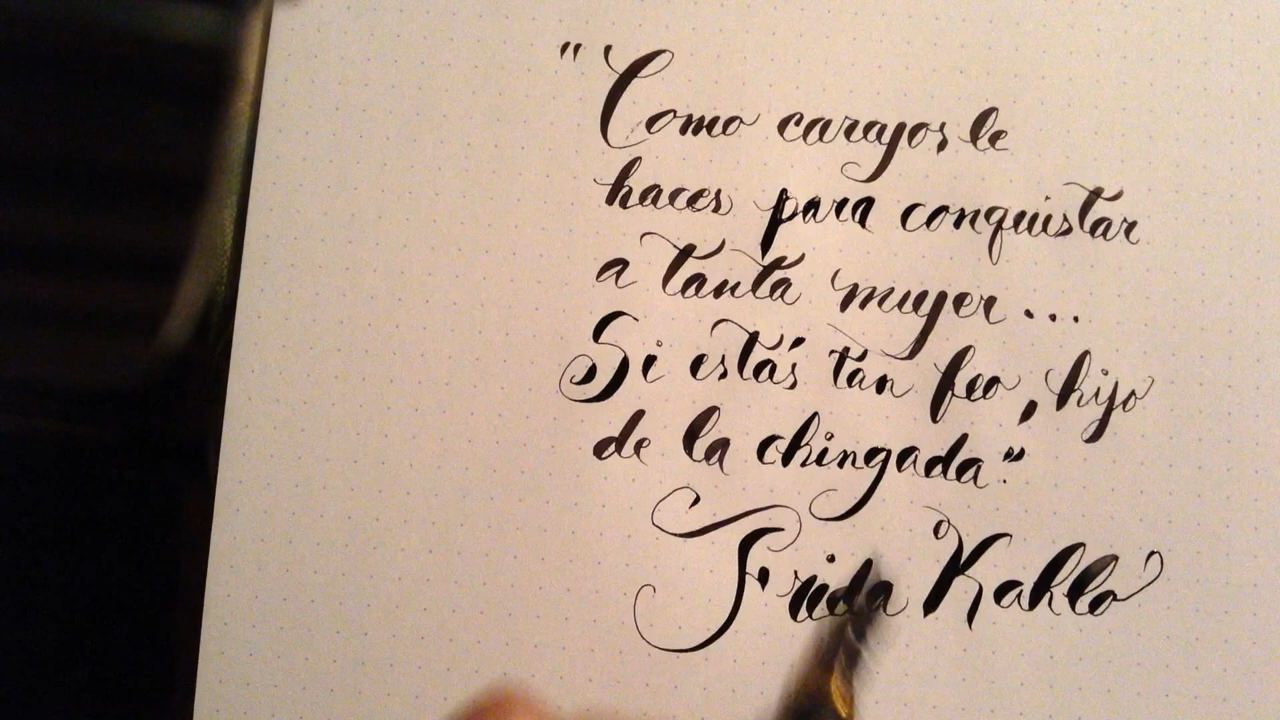 "Como carajos le
haces para conquistar
a tanta mujer...
Si estás tan feo, hijo
de la chingada".
Frida Kahlo